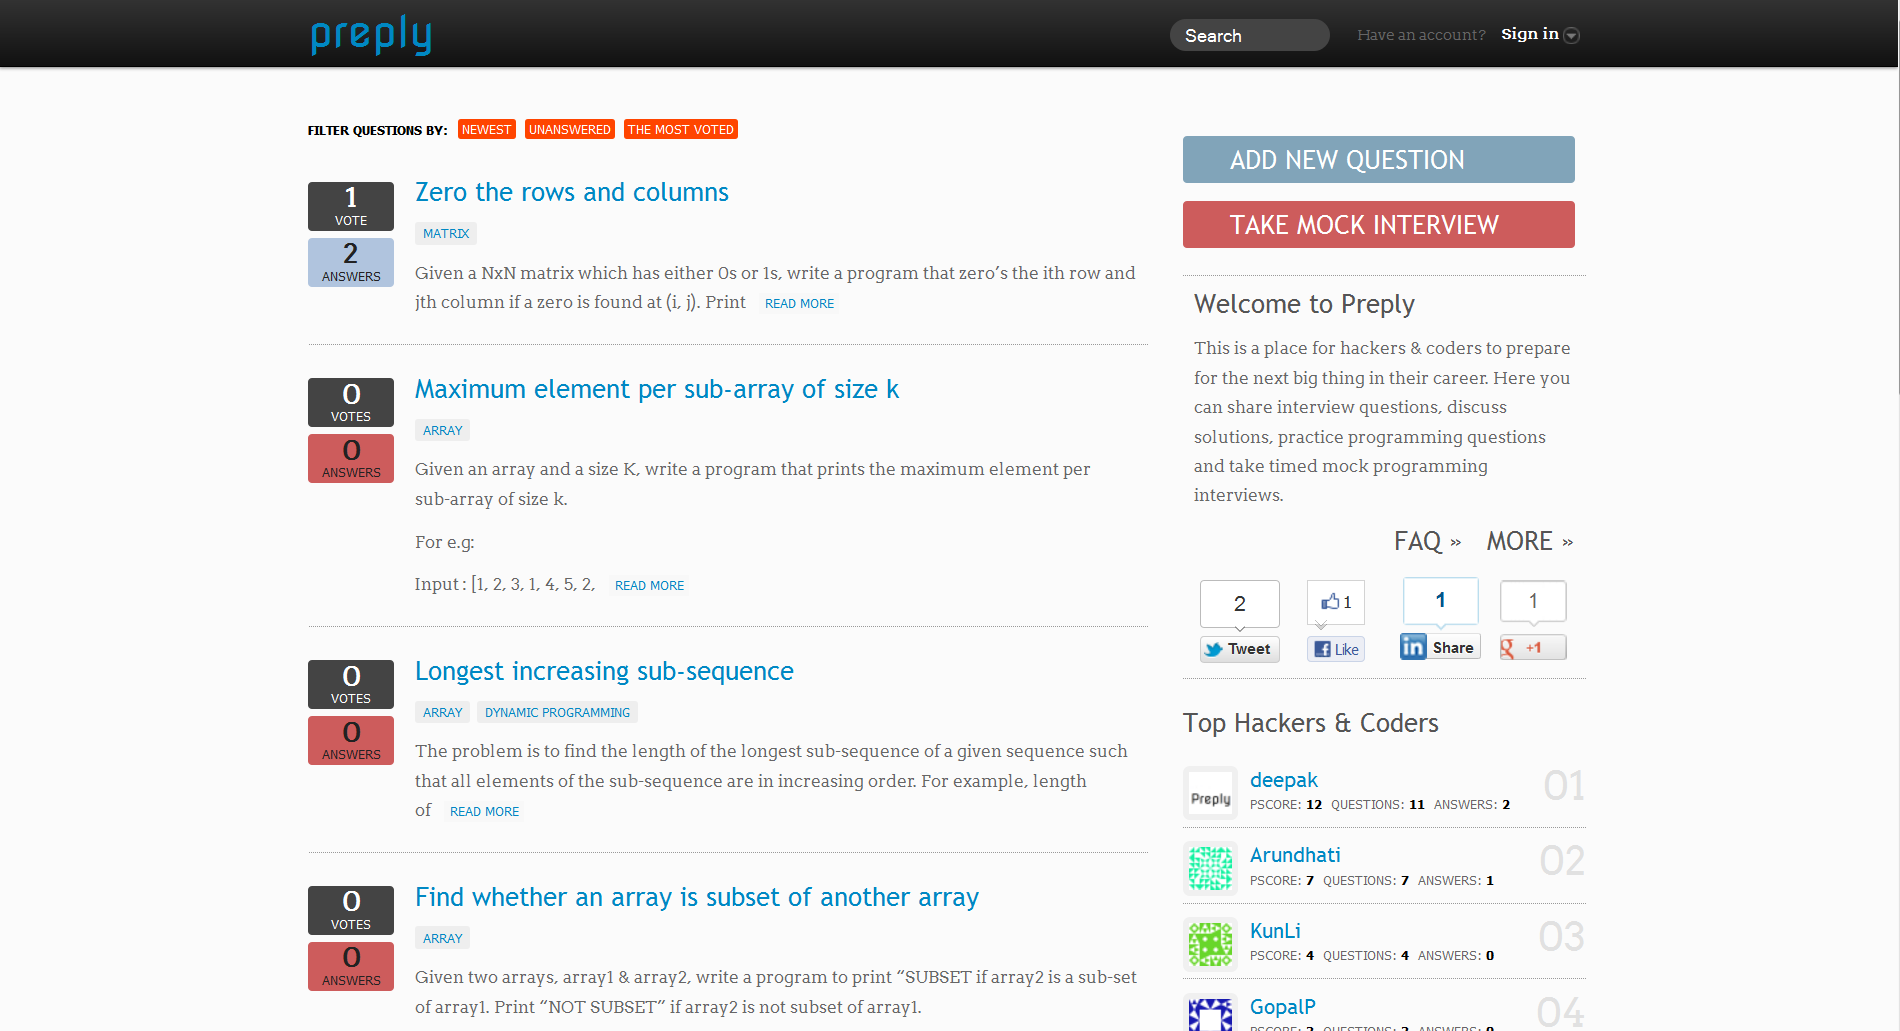 preply
Search
Have an account? Sign in
FILTER QUESTIONS BY: NEWEST UNANSWERED THE MOST VOTED
1
VOTE
2
ANSWERS
Zero the rows and columns
MATRIX
Given a NxN matrix which has either 0s or 1s, write a program that zero’s the ith row and
jth column if a zero is found at (i, j). Print READ MORE
0
VOTES
0
ANSWERS
Maximum element per sub-array of size k
ARRAY
Given an array and a size K, write a program that prints the maximum element per
sub-array of size k.
For e.g:
Input : [1, 2, 3, 1, 4, 5, 2, READ MORE
0
VOTES
0
ANSWERS
Longest increasing sub-sequence
ARRAY DYNAMIC PROGRAMMING
The problem is to find the length of the longest sub-sequence of a given sequence such
that all elements of the sub-sequence are in increasing order. For example, length
of READ MORE
0
VOTES
0
ANSWERS
Find whether an array is subset of another array
ARRAY
Given two arrays, array1 & array2, write a program to print “SUBSET if array2 is a sub-set
of array1. Print “NOT SUBSET” if array2 is not subset of array1.
ADD NEW QUESTION
TAKE MOCK INTERVIEW
Welcome to Preply
This is a place for hackers & coders to prepare
for the next big thing in their career. Here you
can share interview questions, discuss
solutions, practice programming questions
and take timed mock programming
interviews.
FAQ » MORE »
2 1 1 1
Tweet Like Share +1
Top Hackers & Coders
Preply
deepak
01
PSCORE: 12 QUESTIONS: 11 ANSWERS: 2
Arundhati
02
PSCORE: 7 QUESTIONS: 7 ANSWERS: 1
KunLi
03
PSCORE: 4 QUESTIONS: 4 ANSWERS: 0
GopalP
04
PSCORE: QUESTIONS: ANSWERS: